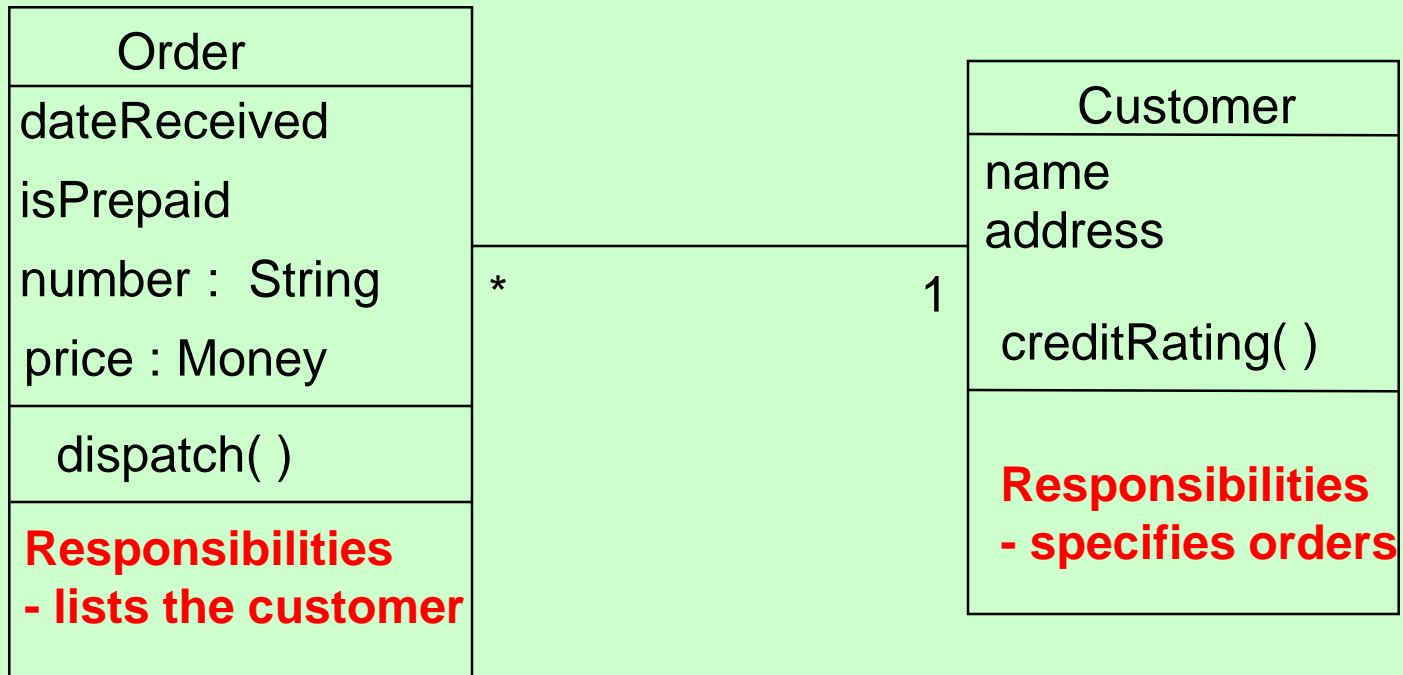 Order
dateReceived
isPrepaid
number : String
price : Money
dispatch( )
Responsibilities
- lists the customer
*
1
Customer
name
address
creditRating( )
Responsibilities
- specifies orders